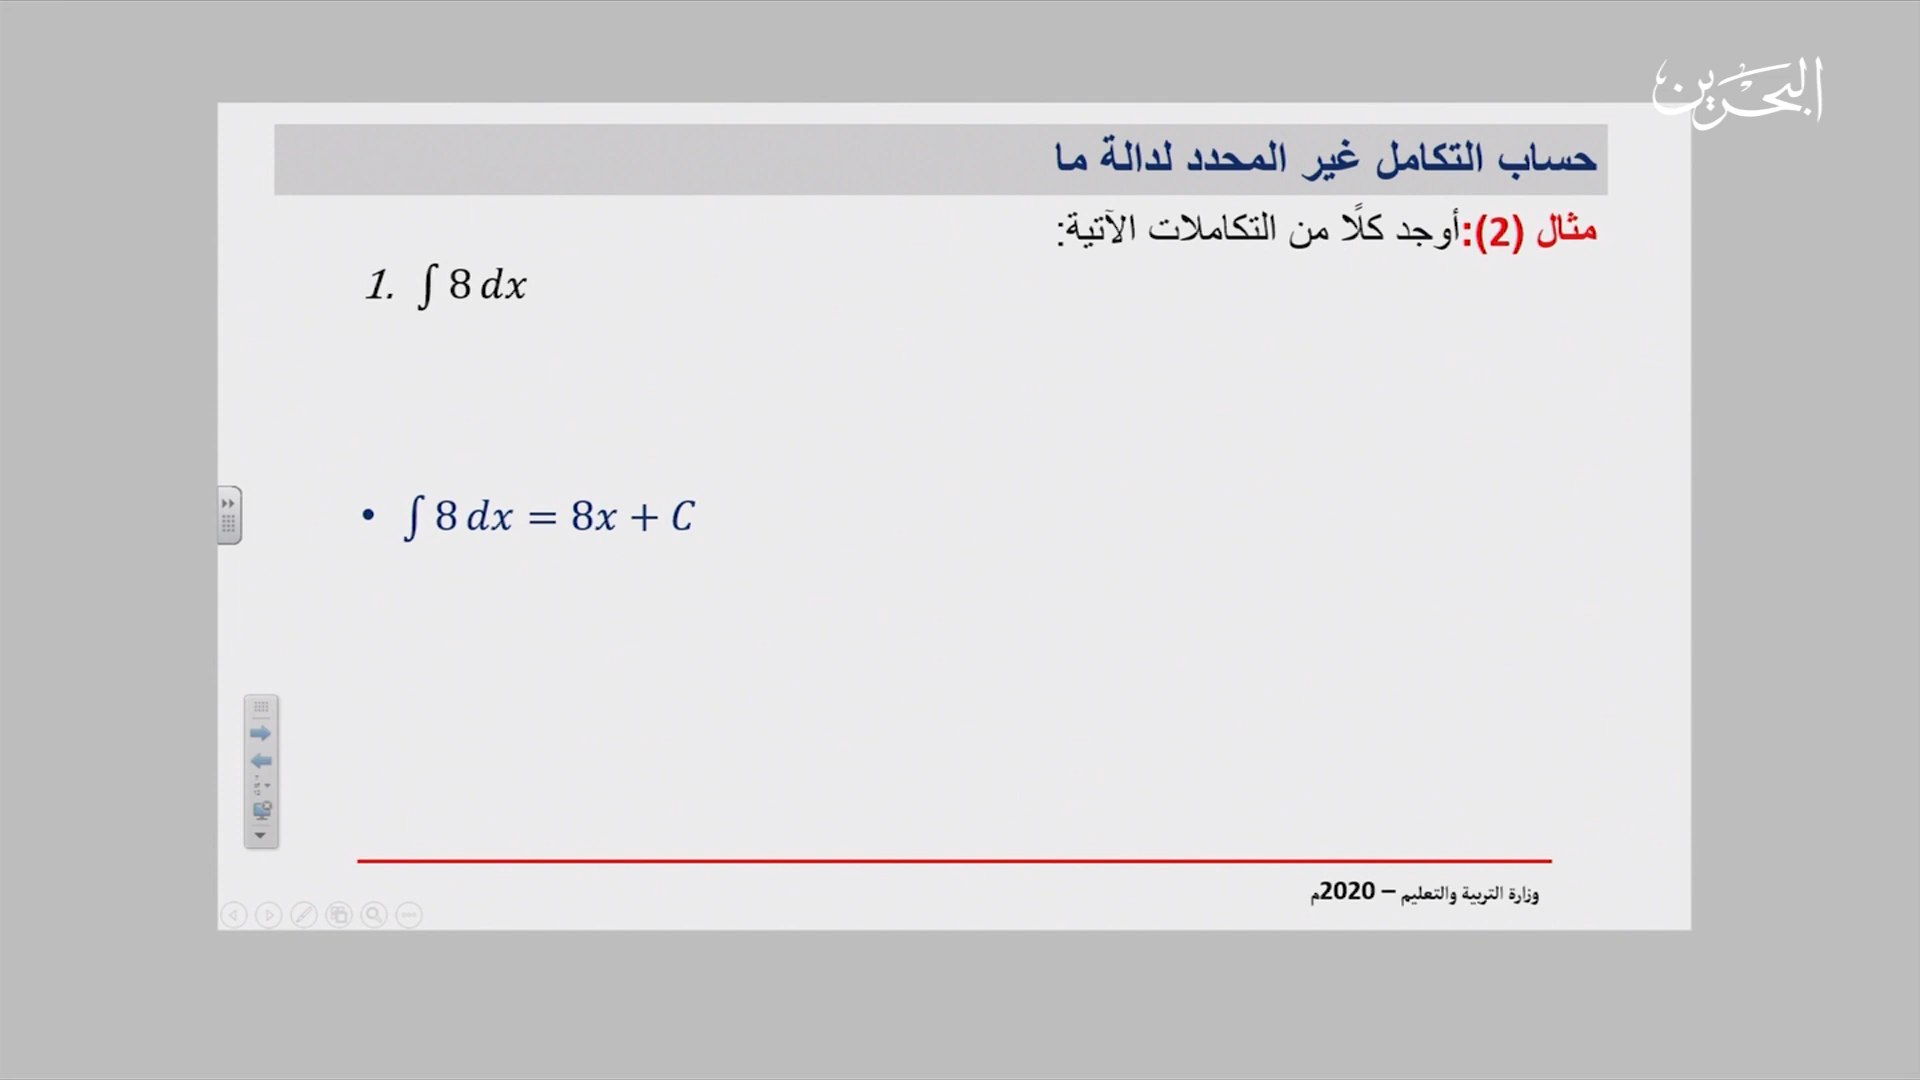 البحرين
حساب التكامل غير المحدد لدالة ما
مثال (2):أوجد كلًا من التكاملات الآتية:
1. ∫ 8 dx
• ∫ 8 dx = 8x + C
وزارة التربية والتعليم – 2020م